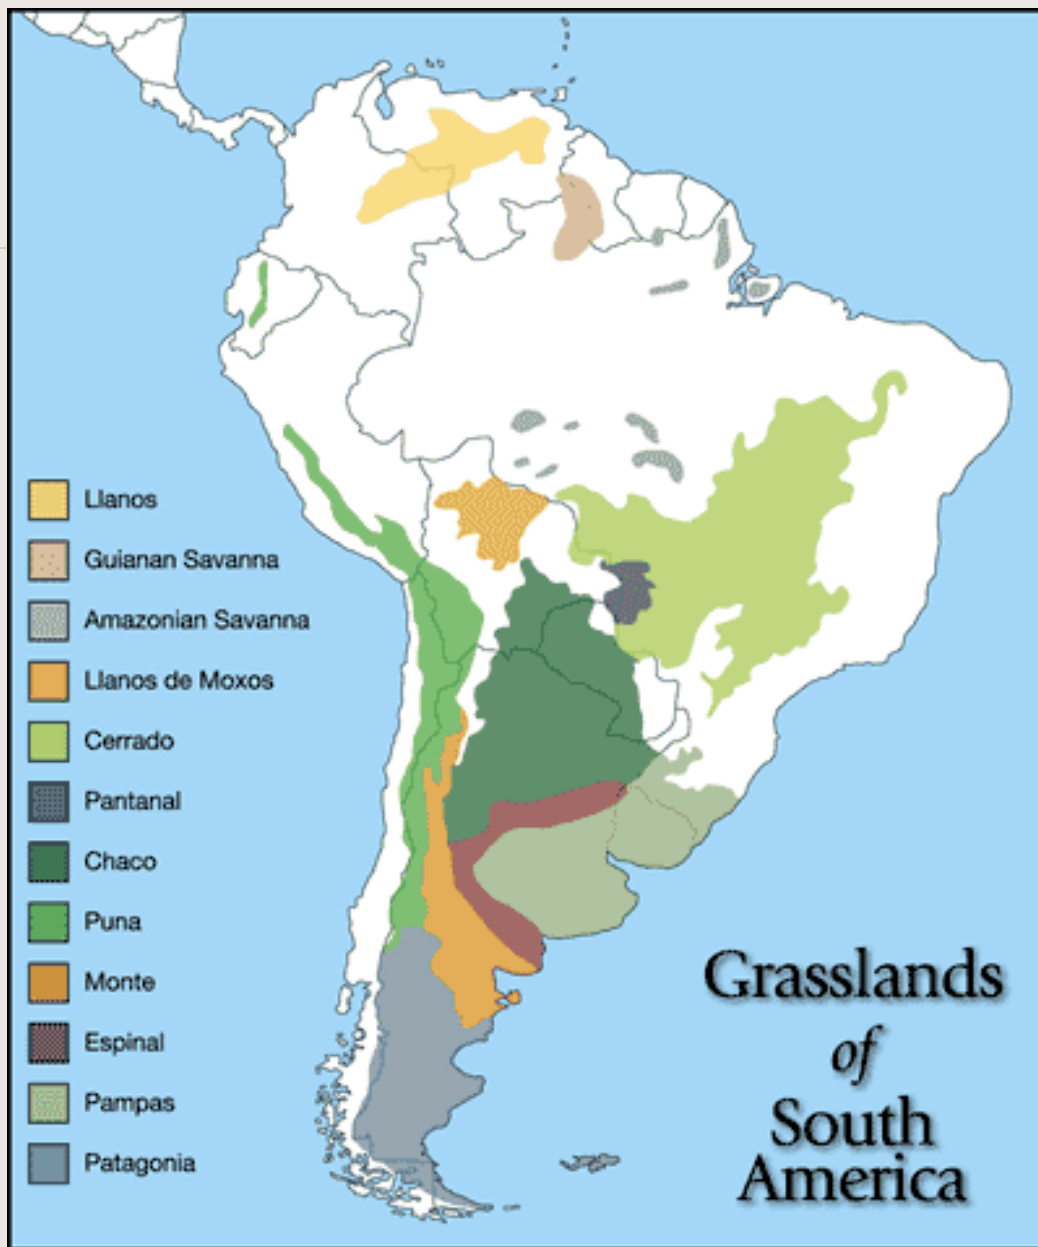 Llanos
Guianan Savanna
Amazonian Savanna
Llanos de Moxos
Cerrado
Pantanal
Chaco
Puna
Monte
Espinal
Pampas
Patagonia
Grasslands
of
South
America